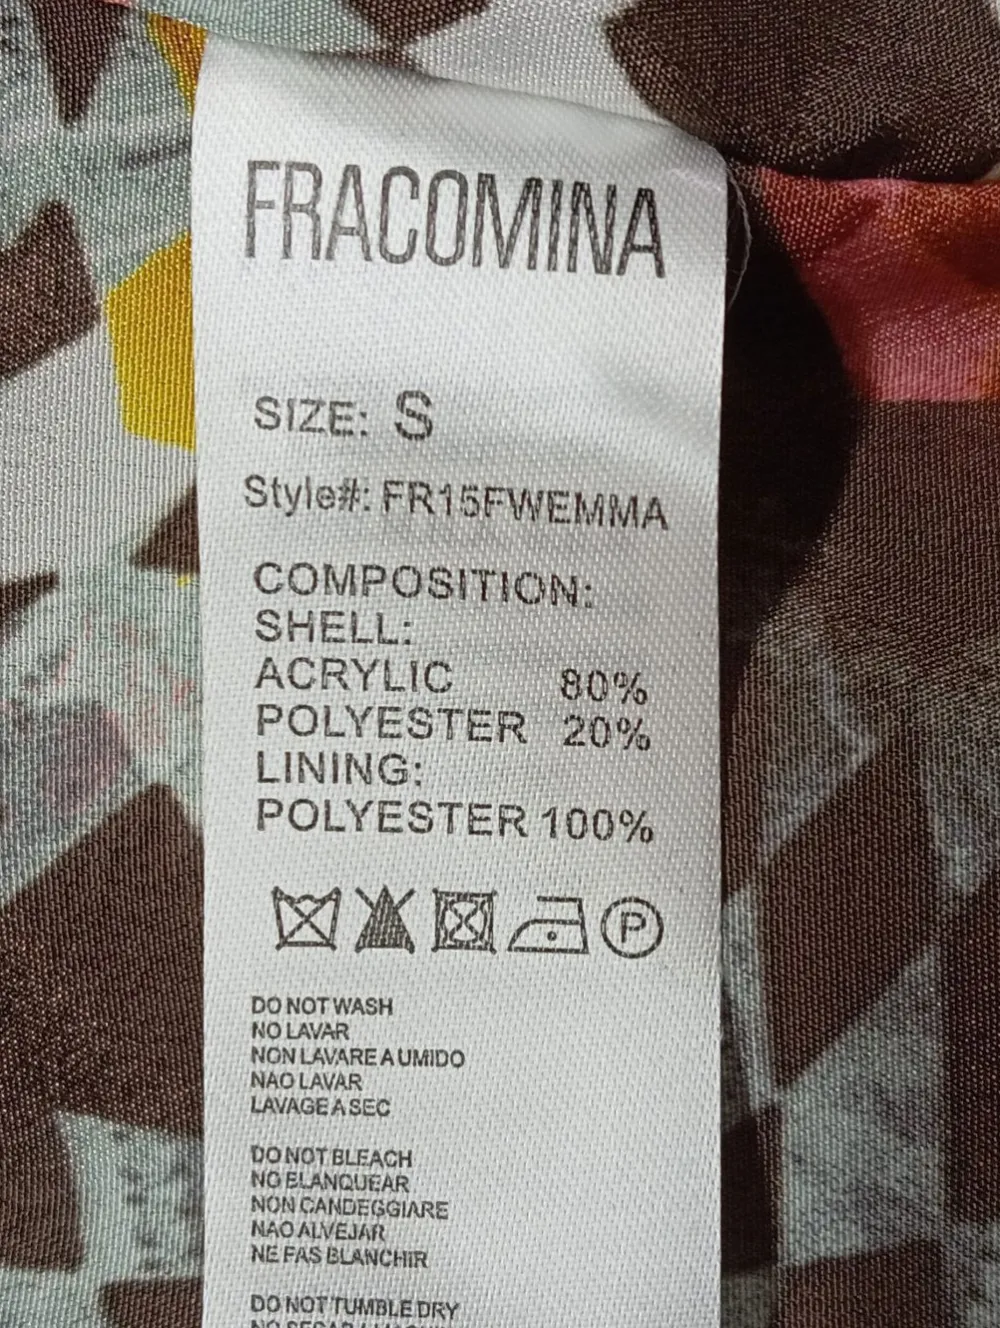 FRACOMINA
SIZE: S
Style#: FR15FWEMMA
COMPOSITION:
SHELL:
ACRYLIC 80%
POLYESTER 20%
LINING:
POLYESTER 100%
P
DO NOT WASH
NO LAVAR
NON LAVARE A UMIDO
NAO LAVAR
LAVAGE A SEC
DO NOT BLEACH
NO BLANQUEAR
NON CANDEGGIARE
NAO ALVEJAR
NE PAS BLANCHIR
DO NOT TUMBLE DRY